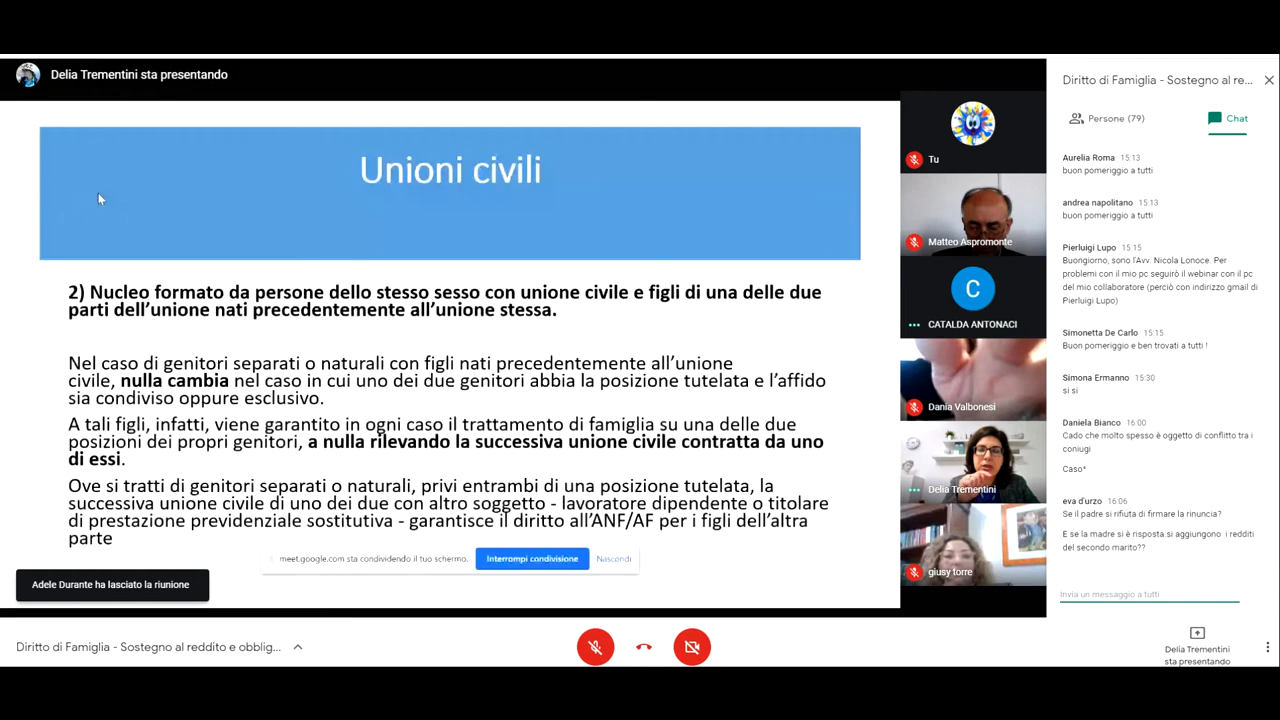 Delia Trementini sta presentando
Unioni civili
2) Nucleo formato da persone dello stesso sesso con unione civile e figli di una delle due
parti dell’unione nati precedentemente all’unione stessa.
Nel caso di genitori separati o naturali con figli nati precedentemente all’unione
civile, nulla cambia nel caso in cui uno dei due genitori abbia la posizione tutelata e l’affido
sia condiviso oppure esclusivo.
A tali figli, infatti, viene garantito in ogni caso il trattamento di famiglia su una delle due
posizioni dei propri genitori, a nulla rilevando la successiva unione civile contratta da uno
di essi.
Ove si tratti di genitori separati o naturali, privi entrambi di una posizione tutelata, la
successiva unione civile di uno dei due con altro soggetto - lavoratore dipendente o titolare
di prestazione previdenziale sostitutiva - garantisce il diritto all’ANF/AF per i figli dell’altra
parte
meet.google.com sta condividendo il tuo schermo.
Interrompi condivisione
Nascondi
Adele Durante ha lasciato la riunione
Tu
Matteo Aspromonte
C
CATALDA ANTONACI
Dania Valbonesi
Delia Trementini
giusy torre
Diritto di Famiglia - Sostegno al re...
Persone (79)
Chat
Aurelia Roma 15:13
buon pomeriggio a tutti
andrea napolitano 15:13
buon pomeriggio a tutti
Pierluigi Lupo 15:15
Buongiorno, sono l'Avv. Nicola Lonoce. Per
problemi con il mio pc seguirò il webinar con il pc
del mio collaboratore (perciò con indirizzo gmail di
Pierluigi Lupo)
Simonetta De Carlo 15:15
Buon pomeriggio e ben trovati a tutti !
Simona Ermanno 15:30
si si
Daniela Bianco 16:00
Cado che molto spesso è oggetto di conflitto tra i
coniugi
Caso*
eva d'urzo 16:06
Se il padre si rifiuta di firmare la rinuncia?
E se la madre si è risposta.si aggiungono i redditi
del secondo marito??
Invia un messaggio a tutti
Diritto di Famiglia - Sostegno al reddito e obblig...
Delia Trementini
sta presentando